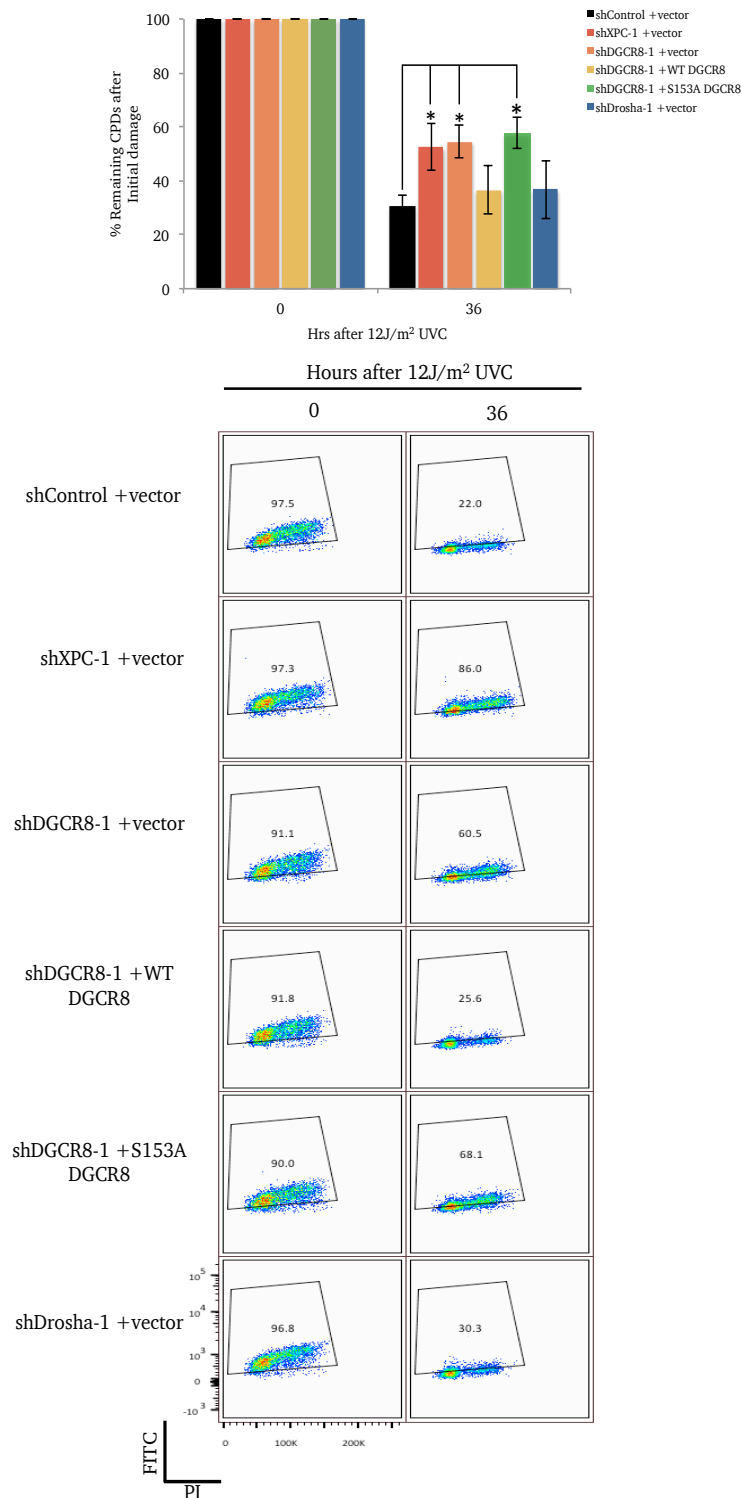 shControl +vector
shXPC-1 +vector
shDGCR8-1 +vector
shDGCR8-1 +WT DGCR8
shDGCR8-1 +S153A DGCR8
shDrosha-1 +vector
% Remaining CPDs after
Initial damage
100
80
60
40
20
0
* * *
0 36
Hrs after 12J/m² UVC
Hours after 12J/m² UVC
0 36
shControl +vector
97.5 22.0
shXPC-1 +vector
97.3 86.0
shDGCR8-1 +vector
91.1 60.5
shDGCR8-1 +WT
DGCR8
91.8 25.6
shDGCR8-1 +S153A
DGCR8
90.0 68.1
shDrosha-1 +vector
96.8 30.3
10⁵
10⁴
10³
0
-10³
0 100K 200K
FITC
PI